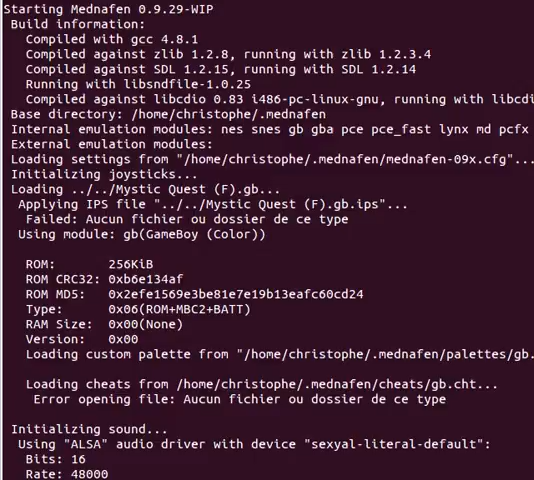 Starting Mednafen 0.9.29-WIP
Build information:
Compiled with gcc 4.8.1
Compiled against zlib 1.2.8, running with zlib 1.2.3.4
Compiled against SDL 1.2.15, running with SDL 1.2.14
Running with libsndfile-1.0.25
Compiled against libcdio 0.83 i486-pc-linux-gnu, running with libcdi
Base directory: /home/christophe/.mednafen
Internal emulation modules: nes snes gb gba pce pce_fast lynx md pcfx
External emulation modules:
Loading settings from "/home/christophe/.mednafen/mednafen-09x.cfg"...
Initializing joysticks...
Loading ../../Mystic Quest (F).gb...
Applying IPS file "../../Mystic Quest (F).gb.ips"...
Failed: Aucun fichier ou dossier de ce type
Using module: gb(GameBoy (Color))
ROM: 256KiB
ROM CRC32: 0xb6e134af
ROM MD5: 0x2efe1569e3be81e7e19b13eafc60cd24
Type: 0x06(ROM+MBC2+BATT)
RAM Size: 0x00(None)
Version: 0x00
Loading custom palette from "/home/christophe/.mednafen/palettes/gb.
Loading cheats from /home/christophe/.mednafen/cheats/gb.cht...
Error opening file: Aucun fichier ou dossier de ce type
Initializing sound...
Using "ALSA" audio driver with device "sexyal-literal-default":
Bits: 16
Rate: 48000